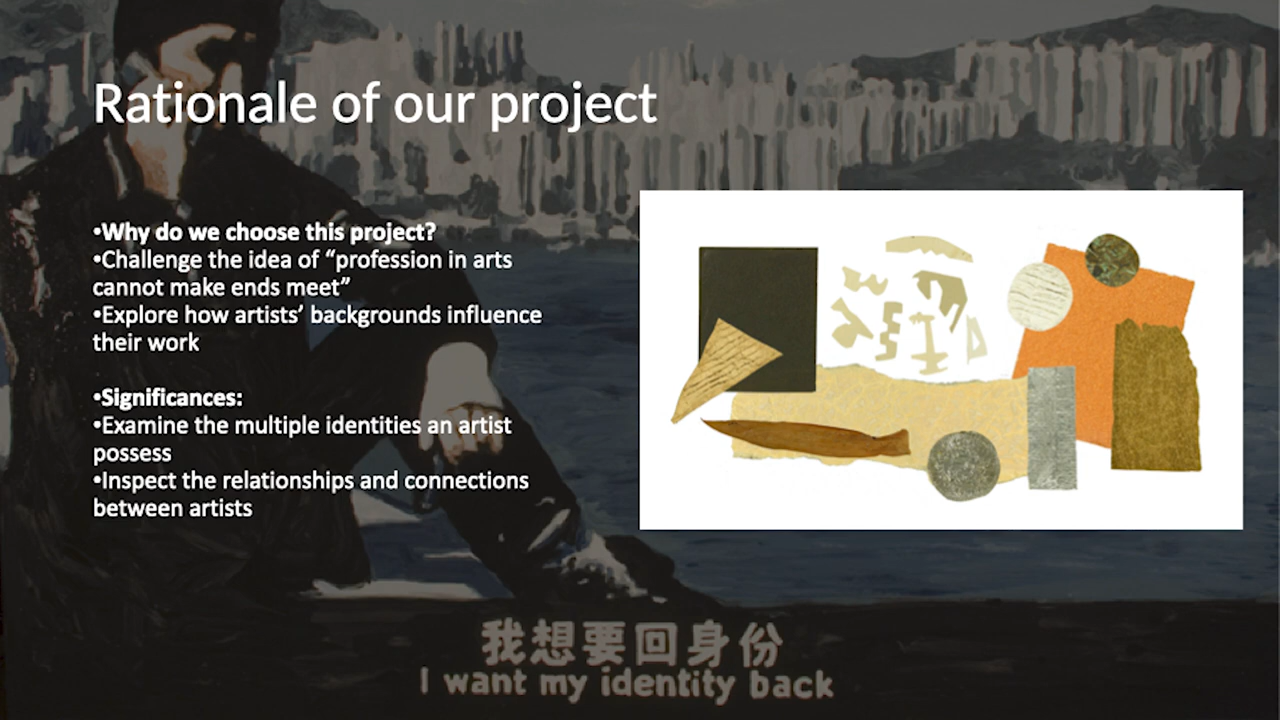 Rationale of our project
•Why do we choose this project?
•Challenge the idea of “profession in arts
cannot make ends meet”
•Explore how artists’ backgrounds influence
their work
•Significances:
•Examine the multiple identities an artist
possess
•Inspect the relationships and connections
between artists
我想要回身份
I want my identity back